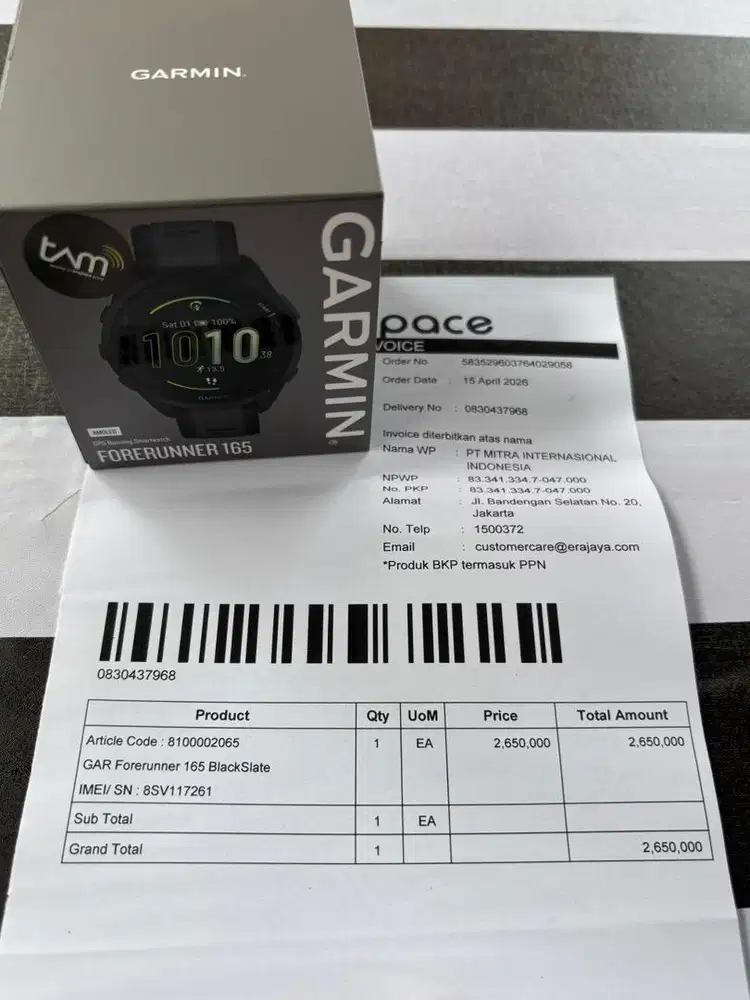 GARMIN
tam
Sat 01 100%
10 10 38
13.5
GARMIN
GARMIN
AMOLED
GPS Running Smartwatch
FORERUNNER 165
pace
VOICE
Order No 583529603764029058
Order Date : 15 April 2026
Delivery No : 0830437968
Invoice diterbitkan atas nama
Nama WP : PT MITRA INTERNASIONAL
INDONESIA
NPWP : 83.341.334.7-047.000
No. PKP : 83.341.334.7-047.000
Alamat : Jl. Bandengan Selatan No. 20,
Jakarta
No. Telp : 1500372
Email : customercare@erajaya.com
*Produk BKP termasuk PPN
0830437968
Product Qty UoM Price Total Amount
Article Code : 8100002065 1 EA 2,650,000 2,650,000
GAR Forerunner 165 BlackSlate
IMEI/ SN : 8SV117261
Sub Total 1 EA
Grand Total 1 2,650,000